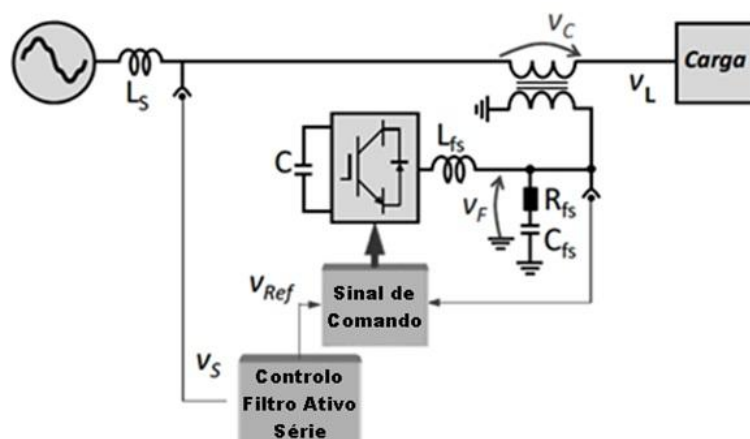 V_C
L_S
V_L
Carga
C
L_fs
V_F
R_fs
C_fs
V_Ref
Sinal de
Comando
V_S
Controlo
Filtro Ativo
Série